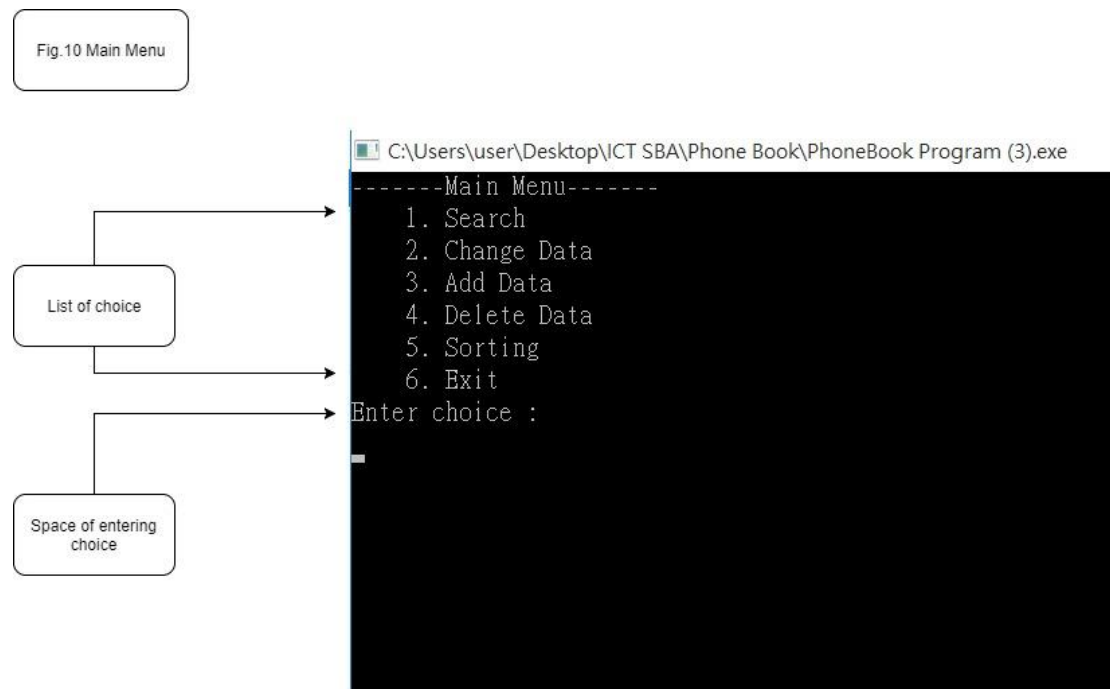 Fig.10 Main Menu
C:\Users\user\Desktop\ICT SBA\Phone Book\PhoneBook Program (3).exe
-------Main Menu-------
1. Search
2. Change Data
3. Add Data
4. Delete Data
5. Sorting
6. Exit
Enter choice :
List of choice
Space of entering
choice